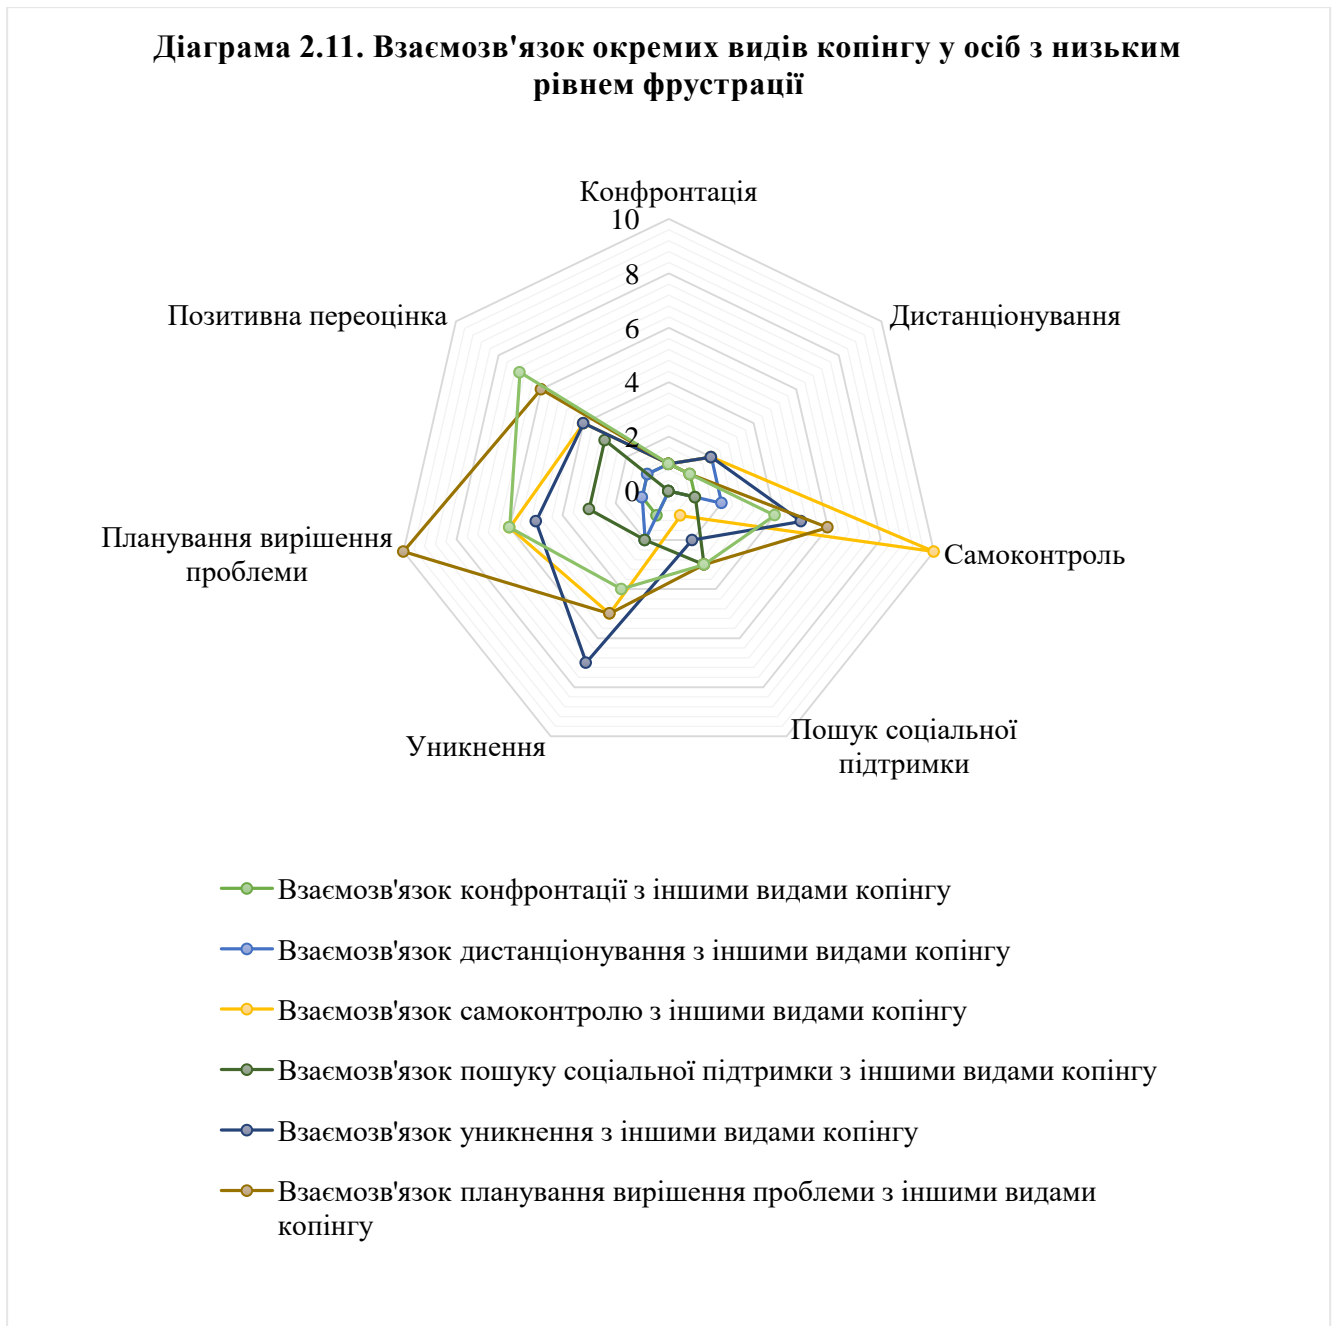 Діаграма 2.11. Взаємозв'язок окремих видів копінгу у осіб з низьким
рівнем фрустрації
Конфронтація
10
8
6
4
2
0
Позитивна переоцінка
Дистанціонування
Планування вирішення
проблеми
Самоконтроль
Уникнення
Пошук соціальної
підтримки
Взаємозв'язок конфронтації з іншими видами копінгу
Взаємозв'язок дистанціонування з іншими видами копінгу
Взаємозв'язок самоконтролю з іншими видами копінгу
Взаємозв'язок пошуку соціальної підтримки з іншими видами копінгу
Взаємозв'язок уникнення з іншими видами копінгу
Взаємозв'язок планування вирішення проблеми з іншими видами
копінгу